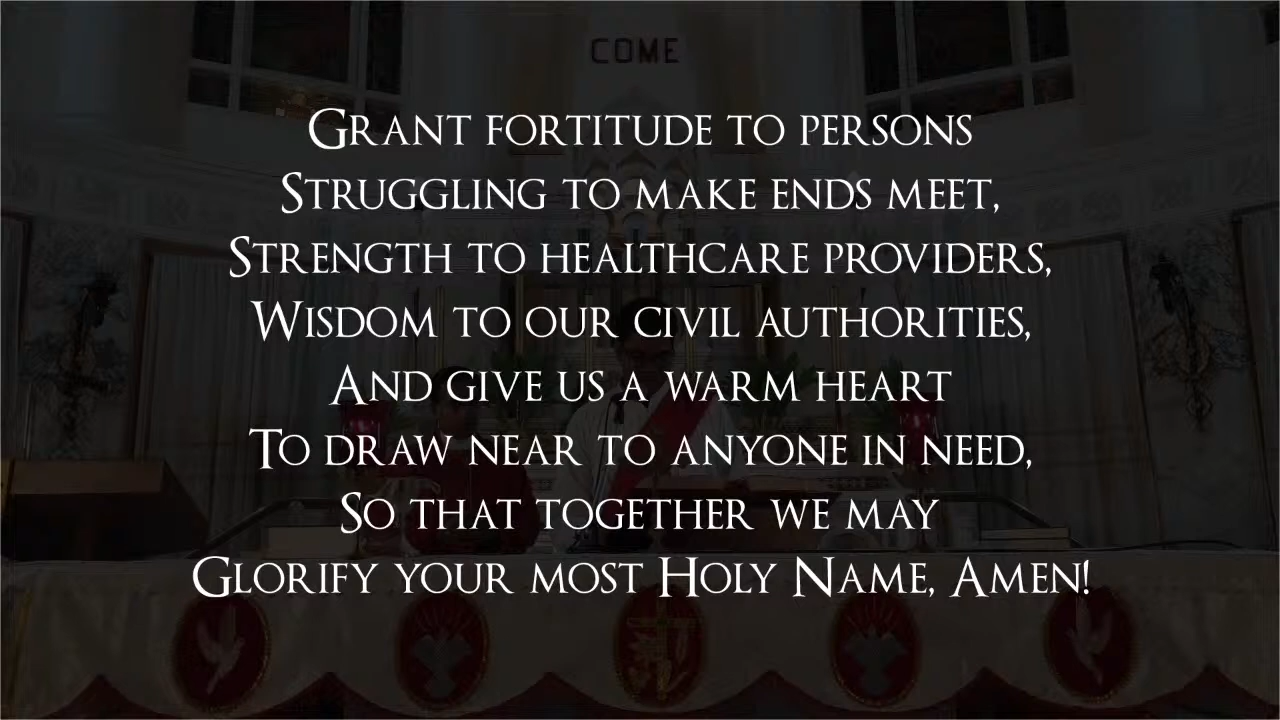 COME
Grant fortitude to persons
Struggling to make ends meet,
Strength to healthcare providers,
Wisdom to our civil authorities,
And give us a warm heart
To draw near to anyone in need,
So that together we may
Glorify your most Holy Name, Amen!